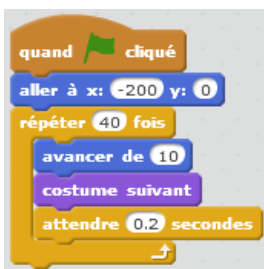 quand cliqué
aller à x: -200 y: 0
répéter 40 fois
avancer de 10
costume suivant
attendre 0.2 secondes